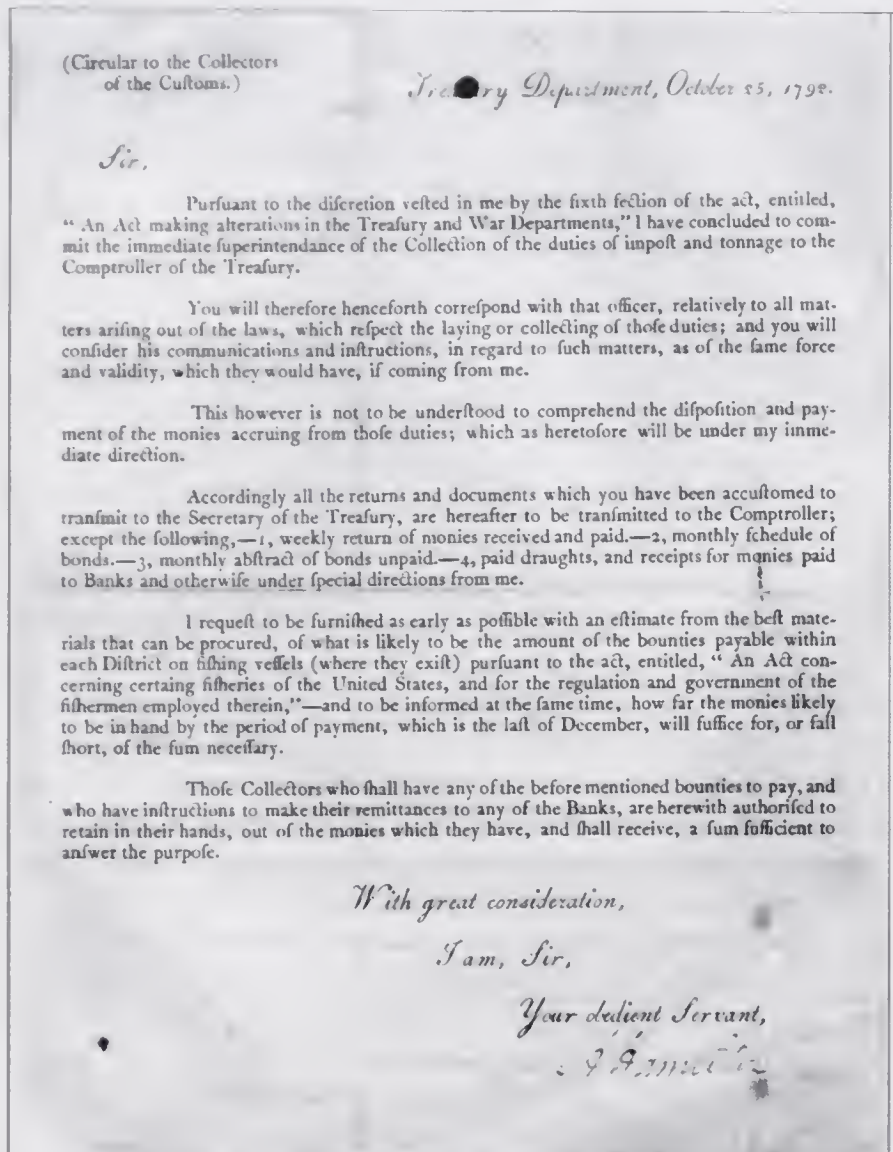 (Circular to the Collectors
of the Cuſtoms.)
Treaſury Department, October 25, 1792.
Sir,
Purſuant to the diſcretion veſted in me by the ſixth ſection of the act, entitled,
“ An Act making alterations in the Treaſury and War Departments,” I have concluded to com-
mit the immediate ſuperintendance of the Collection of the duties of impoſt and tonnage to the
Comptroller of the Treaſury.
You will therefore henceforth correſpond with that officer, relatively to all mat-
ters ariſing out of the laws, which reſpect the laying or collecting of thoſe duties; and you will
conſider his communications and inſtructions, in regard to ſuch matters, as of the ſame force
and validity, which they would have, if coming from me.
This however is not to be underſtood to comprehend the diſpoſition and pay-
ment of the monies accruing from thoſe duties; which as heretofore will be under my imme-
diate direction.
Accordingly all the returns and documents which you have been accuſtomed to
tranſmit to the Secretary of the Treaſury, are hereafter to be tranſmitted to the Comptroller;
except the following,—1, weekly return of monies received and paid.—2, monthly ſchedule of
bonds.—3, monthly abſtract of bonds unpaid.—4, paid draughts, and receipts for monies paid
to Banks and otherwiſe under ſpecial directions from me.
I requeſt to be furniſhed as early as poſſible with an eſtimate from the beſt mate-
rials that can be procured, of what is likely to be the amount of the bounties payable within
each Diſtrict on fiſhing veſſels (where they exiſt) purſuant to the act, entitled, “ An Act con-
cerning certaing fiſheries of the United States, and for the regulation and government of the
fiſhermen employed therein,”—and to be informed at the ſame time, how far the monies likely
to be in hand by the period of payment, which is the laſt of December, will ſuffice for, or fall
ſhort, of the ſum neceſſary.
Thoſe Collectors who ſhall have any of the before mentioned bounties to pay, and
who have inſtructions to make their remittances to any of the Banks, are herewith authoriſed to
retain in their hands, out of the monies which they have, and ſhall receive, a ſum ſufficient to
anſwer the purpoſe.
With great consideration,
I am, Sir,
Your obedient Servant,
A Hamilton